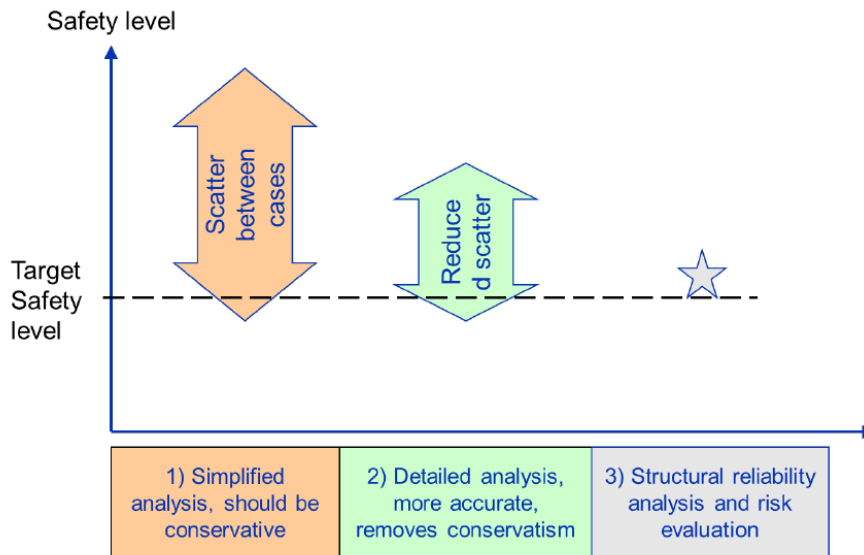 Safety level
Scatter
between
cases
Reduce
d scatter
Target
Safety
level
1) Simplified
analysis, should be
conservative
2) Detailed analysis,
more accurate,
removes conservatism
3) Structural reliability
analysis and risk
evaluation